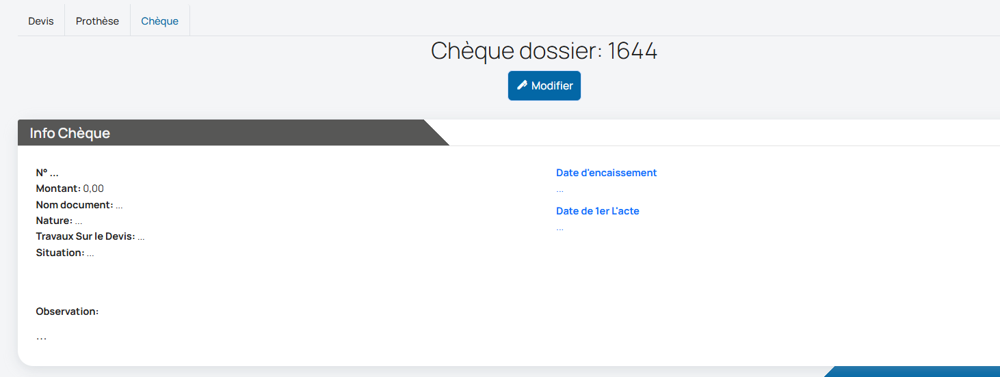 Devis Prothèse Chèque
Chèque dossier: 1644
Modifier
Info Chèque
N° ...
Montant: 0,00
Nom document: ...
Nature: ...
Travaux Sur le Devis: ...
Situation: ...
Date d'encaissement
...
Date de 1er L'acte
...
Observation:
...